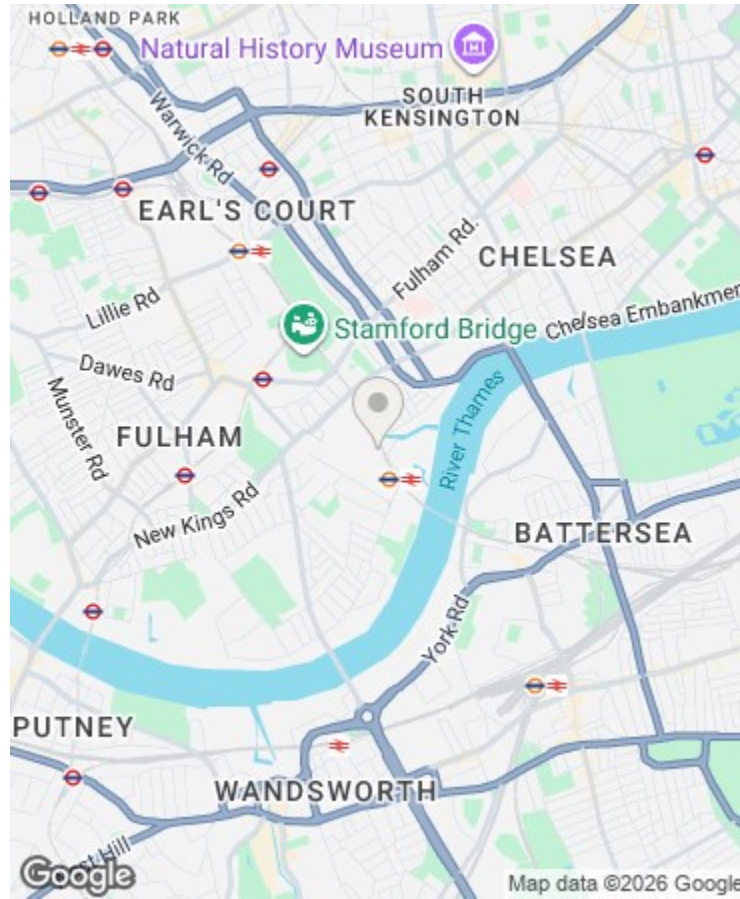 HOLLAND PARK
Natural History Museum
SOUTH
KENSINGTON
Warwick Rd
EARL'S COURT
Fulham Rd.
CHELSEA
Lillie Rd
Stamford Bridge
Chelsea Embankmen
Dawes Rd
Munster Rd
FULHAM
River Thames
New Kings Rd
BATTERSEA
York Rd
PUTNEY
WANDSWORTH
st Hill
Google
Map data ©2026 Google